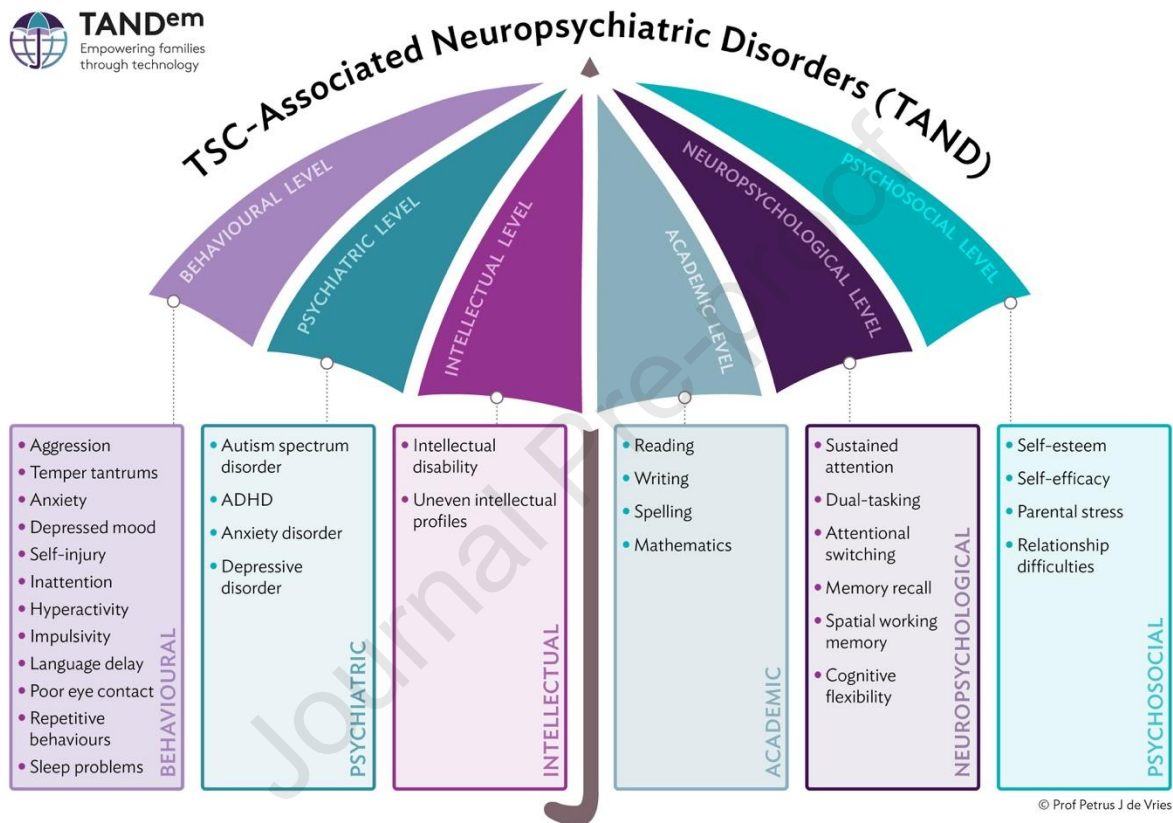 TANDem
Empowering families
through technology
TSC-Associated Neuropsychiatric Disorders (TAND)
BEHAVIOURAL LEVEL
PSYCHIATRIC LEVEL
INTELLECTUAL LEVEL
ACADEMIC LEVEL
NEUROPSYCHOLOGICAL LEVEL
PSYCHOSOCIAL LEVEL
• Aggression
• Temper tantrums
• Anxiety
• Depressed mood
• Self-injury
• Inattention
• Hyperactivity
• Impulsivity
• Language delay
• Poor eye contact
• Repetitive
behaviours
• Sleep problems
BEHAVIOURAL
• Autism spectrum
disorder
• ADHD
• Anxiety disorder
• Depressive
disorder
PSYCHIATRIC
• Intellectual
disability
• Uneven intellectual
profiles
INTELLECTUAL
• Reading
• Writing
• Spelling
• Mathematics
ACADEMIC
• Sustained
attention
• Dual-tasking
• Attentional
switching
• Memory recall
• Spatial working
memory
• Cognitive
flexibility
NEUROPSYCHOLOGICAL
• Self-esteem
• Self-efficacy
• Parental stress
• Relationship
difficulties
PSYCHOSOCIAL
© Prof Petrus J de Vries
Journal Pre-proof